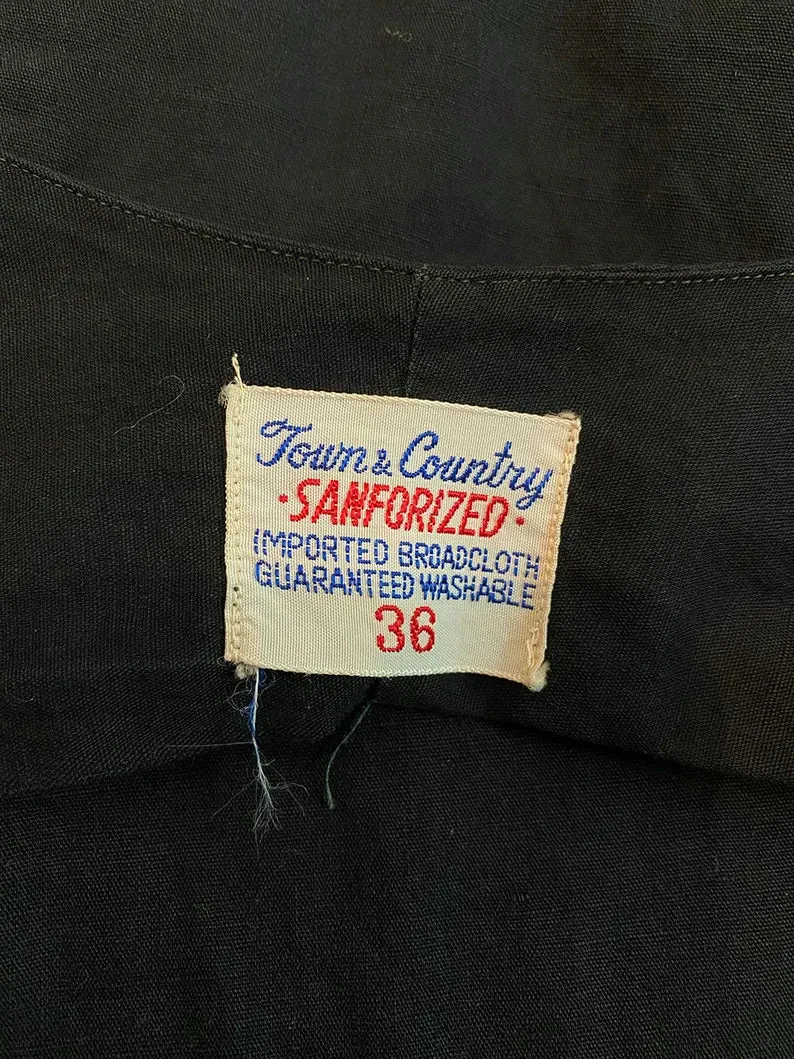 Town & Country
·SANFORIZED·
IMPORTED BROADCLOTH
GUARANTEED WASHABLE
36